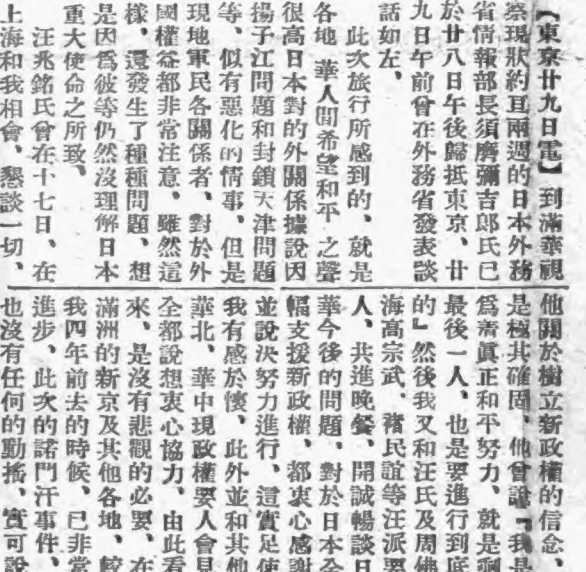 【東京廿九日電】到滿華視
察現狀約亘兩週的日本外務
省情報部長須磨彌吉郎氏已
於廿八日午後歸抵東京、廿
九日午前曾在外務省發表談
話如左、
此次旅行所感到的、就是
各地 華人間希望和平 之聲
很高日本對的外關係據說因
揚子江問題和封鎖天津問題
等、似有惡化的情事、但是
現地軍民各關係者、對於外
國權益都非常注意、雖然這
樣、還發生了種種問題、想
是因爲彼等仍然沒理解日本
重大使命之所致、
汪兆銘氏曾在十七日、在
上海和我相會、懇談一切、
他關於樹立新政權的信念、
是極其確固、他曾說『我是
爲着眞正和平努力、就是剩
最後一人、也是要進行到底
的』然後我又和汪氏及周佛
海高宗武、褚民誼等汪派要
人、共進晚餐、開誠暢談日
華今後的問題、對於日本全
幅支援新政權、都衷心感謝
並說決努力進行、這實足使
我有感於懷、此外並和其他
華北、華中現政權要人會見
全都說想衷心協力、由此看
來、是沒有悲觀的必要、在
滿洲的新京及其他各地、較
我四年前去的時候、已非常
進步、此次的諾門汗事件、
也沒有任何的動搖、實可說